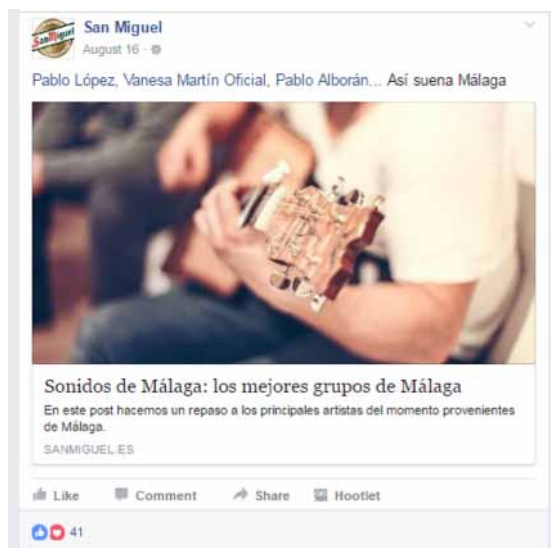 San Miguel
San Miguel
August 16
Pablo López, Vanesa Martín Oficial, Pablo Alborán... Así suena Málaga
Sonidos de Málaga: los mejores grupos de Málaga
En este post hacemos un repaso a los principales artistas del momento provenientes
de Málaga.
SANMIGUEL.ES
Like Comment Share Hootlet
41